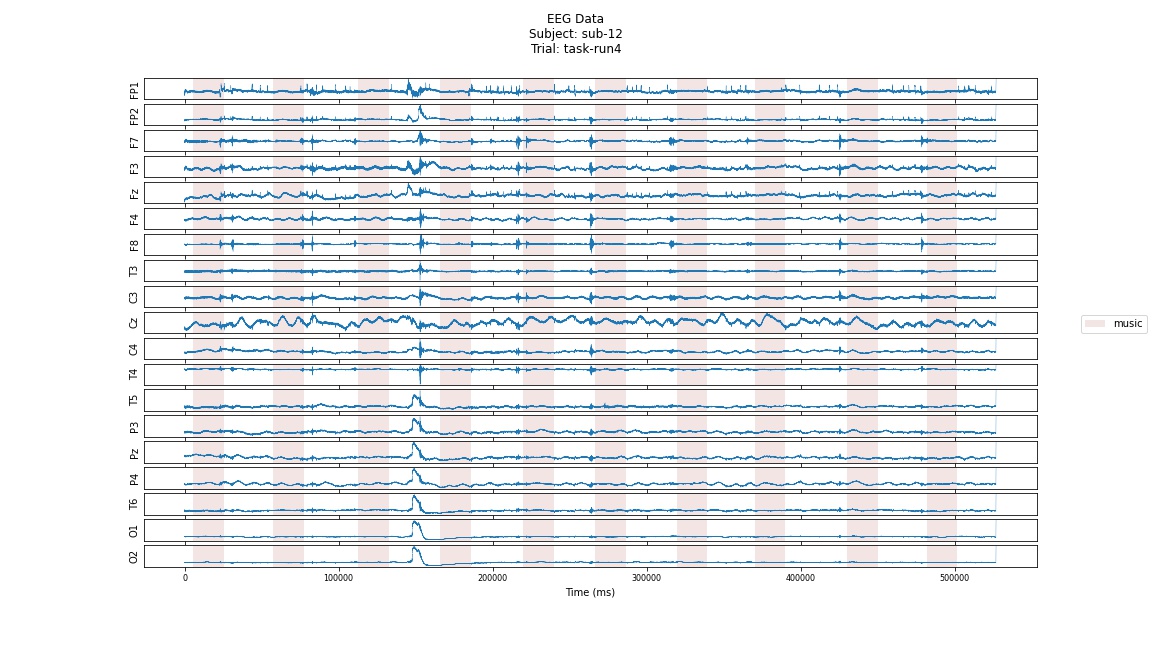 EEG Data
Subject: sub-12
Trial: task-run4
FP1
FP2
F7
F3
Fz
F4
F8
T3
C3
Cz
C4
T4
T5
P3
Pz
P4
T6
O1
O2
music
0 100000 200000 300000 400000 500000
Time (ms)